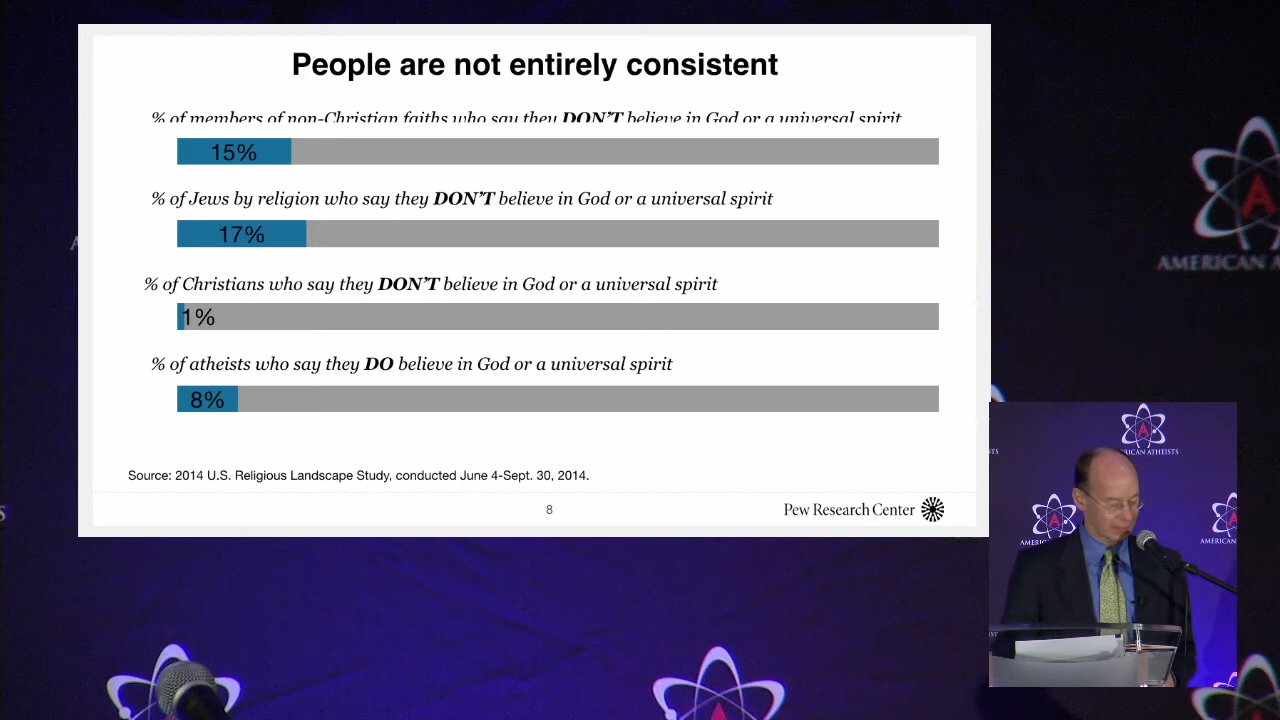 People are not entirely consistent
% of members of non-Christian faiths who say they DON'T believe in God or a universal spirit
15%
% of Jews by religion who say they DON'T believe in God or a universal spirit
17%
% of Christians who say they DON'T believe in God or a universal spirit
1%
% of atheists who say they DO believe in God or a universal spirit
8%
Source: 2014 U.S. Religious Landscape Study, conducted June 4-Sept. 30, 2014.
8
Pew Research Center
A
AMERICAN A
A
RICAN ATHEISTS
AMERIC
AMERICAN